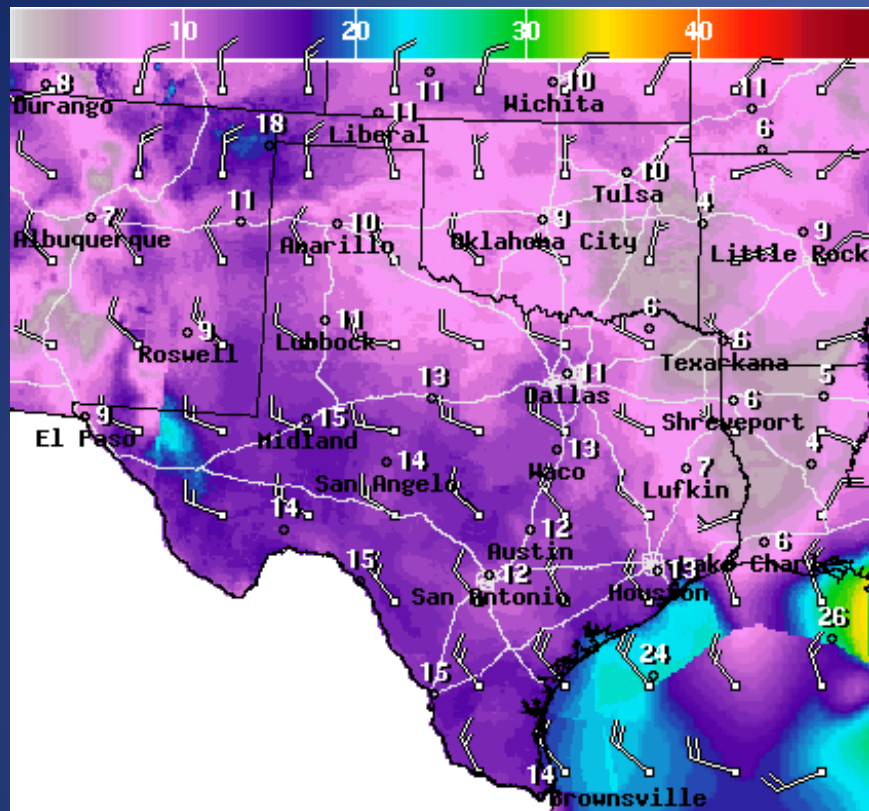 10 20 30 40
8 11 10 11
Durango Wichita
11
Liberal
18 6
10
Tulsa
7 11 10 9 4 9
Albuquerque Amarillo Oklahoma City Little Rock
9 11 6 6
Roswell Lubbock Texarkana
13 11 5
Dallas
9 15 6
El Paso Midland Shreveport
14 13 7 4
San Angelo Waco Lufkin
14 12 6
Austin
15 12 13 Lake Charles
San Antonio Houston
26
24
15
14
Brownsville